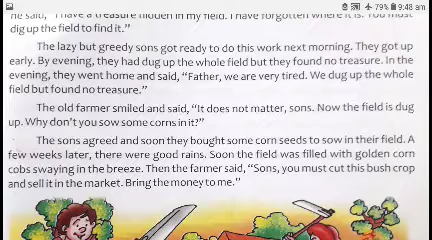 79% 9:48 am
he said, "I have a treasure hidden in my field. I have forgotten where it is. You must
dig up the field to find it."
The lazy but greedy sons got ready to do this work next morning. They got up
early. By evening, they had dug up the whole field but they found no treasure. In the
evening, they went home and said, "Father, we are very tired. We dug up the whole
field but found no treasure."
The old farmer smiled and said, "It does not matter, sons. Now the field is dug
up. Why don't you sow some corns in it?"
The sons agreed and soon they bought some corn seeds to sow in their field. A
few weeks later, there were good rains. Soon the field was filled with golden corn
cobs swaying in the breeze. Then the farmer said, "Sons, you must cut this bush crop
and sell it in the market. Bring the money to me."